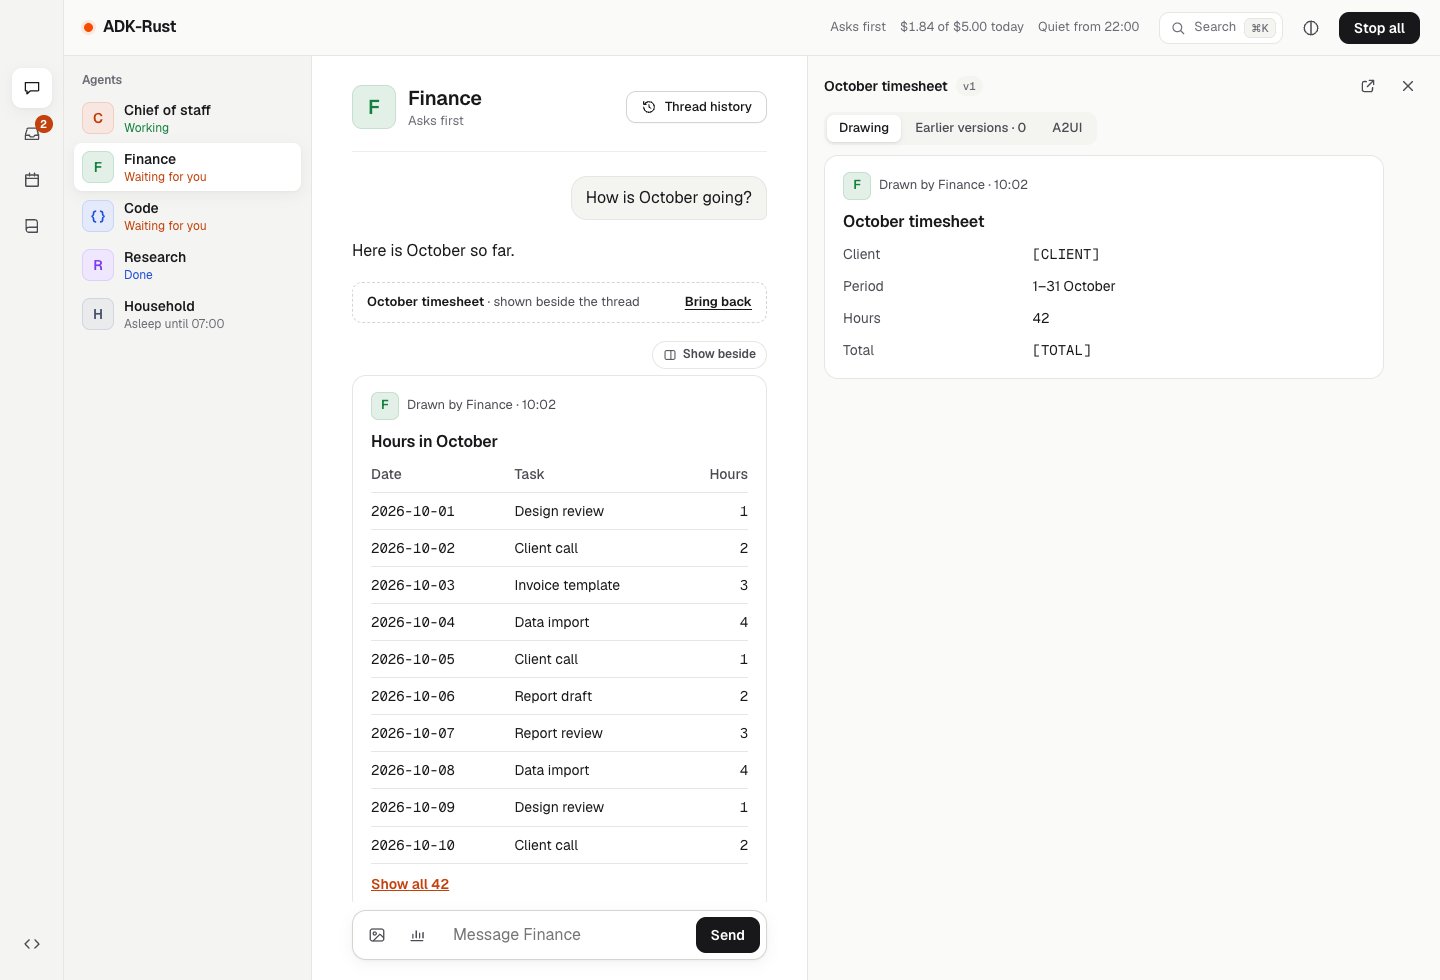 ADK-Rust
Asks first
$1.84 of $5.00 today
Quiet from 22:00
Search
⌘K
Stop all
2
Agents
C
Chief of staff
Working
F
Finance
Waiting for you
{}
Code
Waiting for you
R
Research
Done
H
Household
Asleep until 07:00
F
Finance
Asks first
Thread history
How is October going?
Here is October so far.
October timesheet · shown beside the thread
Bring back
Show beside
F
Drawn by Finance · 10:02
Hours in October
Date Task Hours
2026-10-01 Design review 1
2026-10-02 Client call 2
2026-10-03 Invoice template 3
2026-10-04 Data import 4
2026-10-05 Client call 1
2026-10-06 Report draft 2
2026-10-07 Report review 3
2026-10-08 Data import 4
2026-10-09 Design review 1
2026-10-10 Client call 2
Show all 42
Message Finance
Send
October timesheet
v1
Drawing
Earlier versions · 0
A2UI
F
Drawn by Finance · 10:02
October timesheet
Client [CLIENT]
Period 1–31 October
Hours 42
Total [TOTAL]